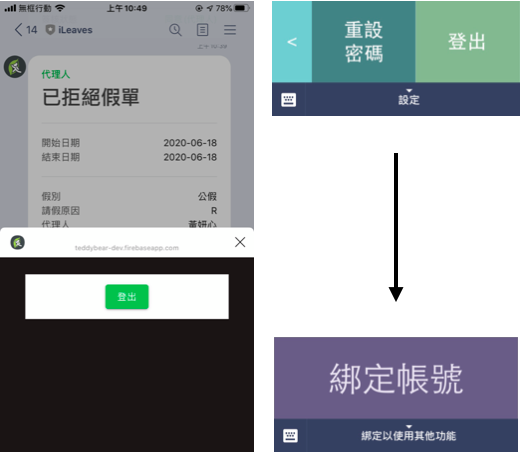 無框行動
上午10:49
78%
14
iLeaves
代理人
已拒絕假單
開始日期 2020-06-18
結束日期 2020-06-18
假別 公假
請假原因 R
代理人 黃妍心
teddybear-dev.firebaseapp.com
登出
<
重設
密碼
登出
設定
綁定帳號
綁定以使用其他功能